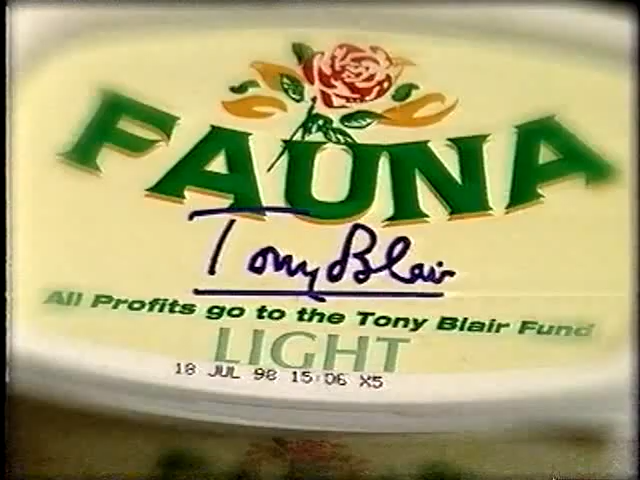 FAUNA
Tony Blair
All Profits go to the Tony Blair Fund
LIGHT
18 JUL 98 15:06 X5